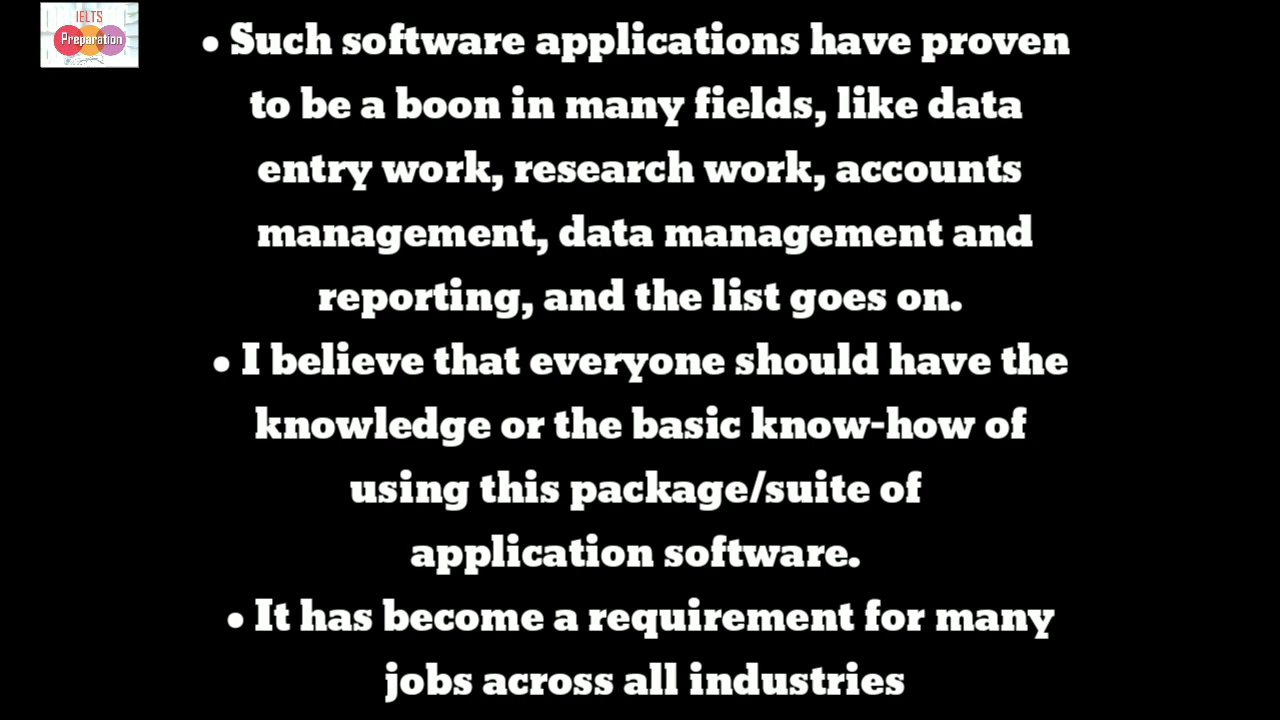 IELTS
Preparation
• Such software applications have proven
to be a boon in many fields, like data
entry work, research work, accounts
management, data management and
reporting, and the list goes on.
• I believe that everyone should have the
knowledge or the basic know-how of
using this package/suite of
application software.
• It has become a requirement for many
jobs across all industries